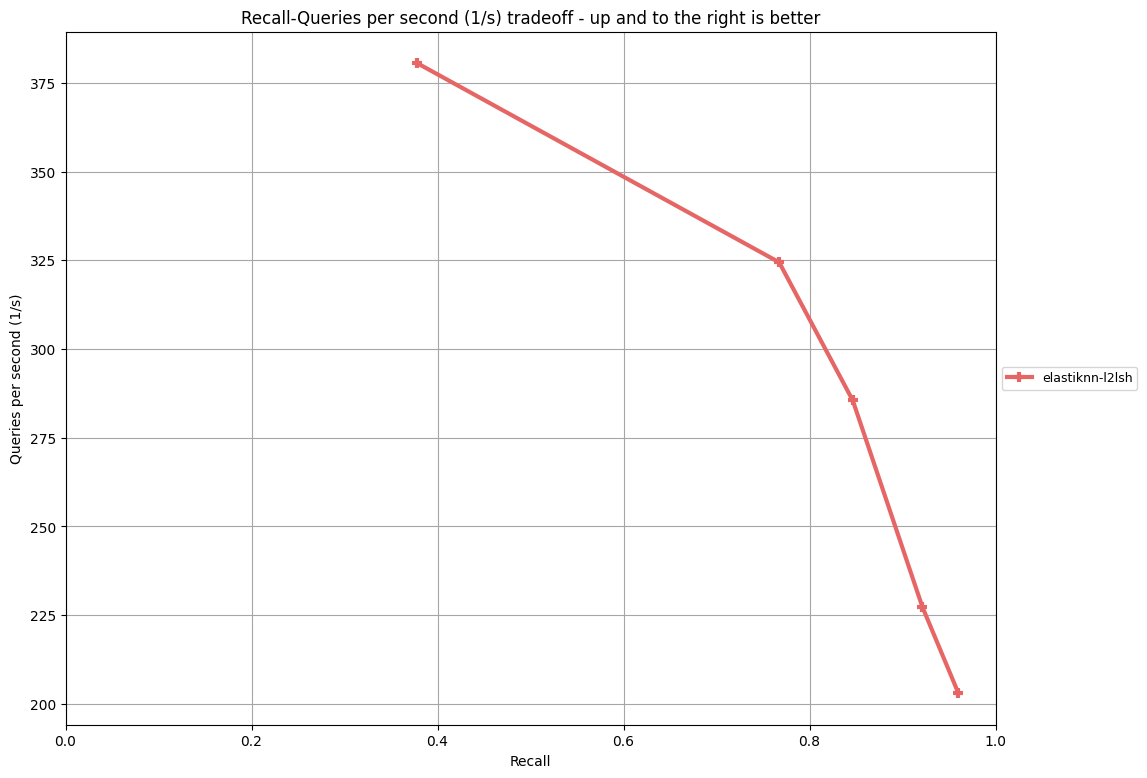 Recall-Queries per second (1/s) tradeoff - up and to the right is better
375
350
325
300
275
250
225
200
Queries per second (1/s)
0.0 0.2 0.4 0.6 0.8 1.0
Recall
elastiknn-l2lsh